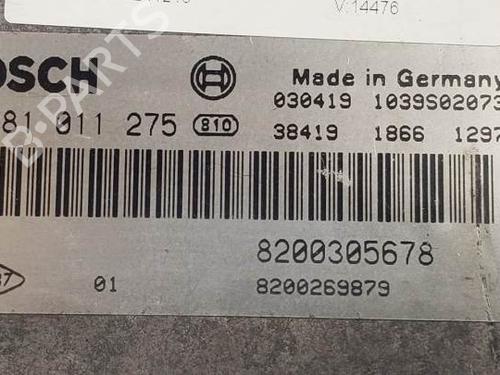 V:14476
OSCH
Made in Germany
030419 1039S02073
81 011 275 810
38419 1866 1297
8200305678
01
8200269879
B-PARTS